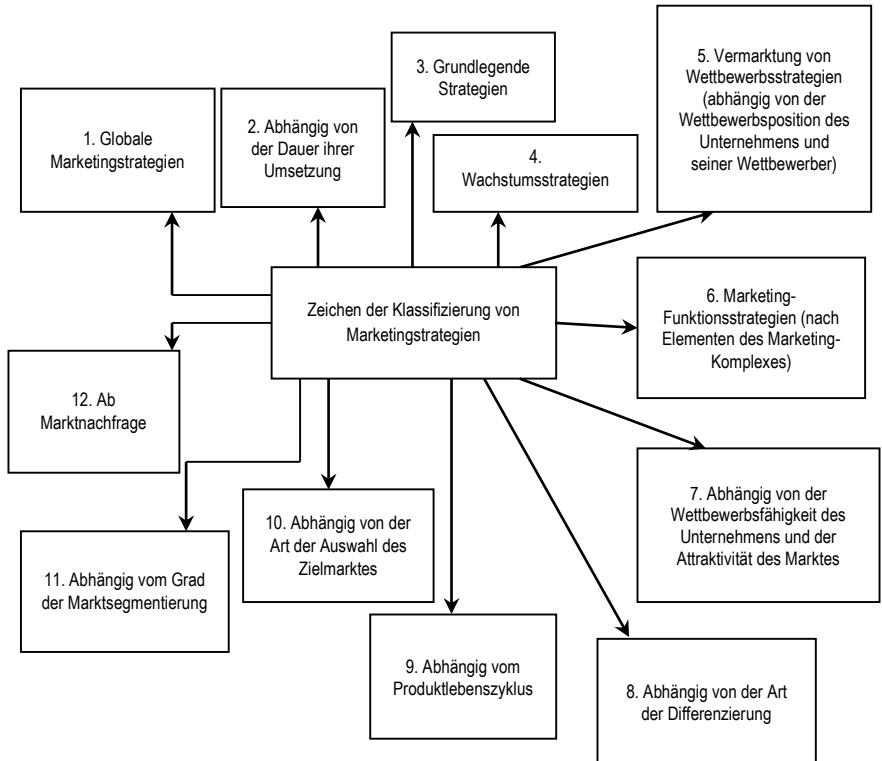 1. Globale
Marketingstrategien
2. Abhängig von
der Dauer ihrer
Umsetzung
3. Grundlegende
Strategien
4.
Wachstumsstrategien
5. Vermarktung von
Wettbewerbsstrategien
(abhängig von der
Wettbewerbsposition des
Unternehmens und
seiner Wettbewerber)
Zeichen der Klassifizierung von
Marketingstrategien
6. Marketing-
Funktionsstrategien (nach
Elementen des Marketing-
Komplexes)
7. Abhängig von der
Wettbewerbsfähigkeit des
Unternehmens und der
Attraktivität des Marktes
8. Abhängig von der Art
der Differenzierung
9. Abhängig vom
Produktlebenszyklus
10. Abhängig von der
Art der Auswahl des
Zielmarktes
11. Abhängig vom Grad
der Marktsegmentierung
12. Ab
Marktnachfrage